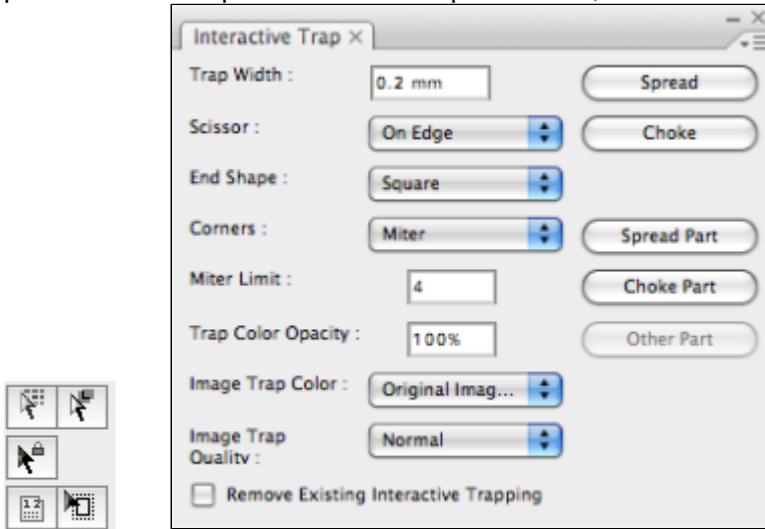 Interactive Trap ×
Trap Width : 0.2 mm Spread
Scissor : On Edge Choke
End Shape : Square
Corners : Miter Spread Part
Miter Limit : 4 Choke Part
Trap Color Opacity : 100% Other Part
Image Trap Color : Original Imag...
Image Trap Quality : Normal
Remove Existing Interactive Trapping
12